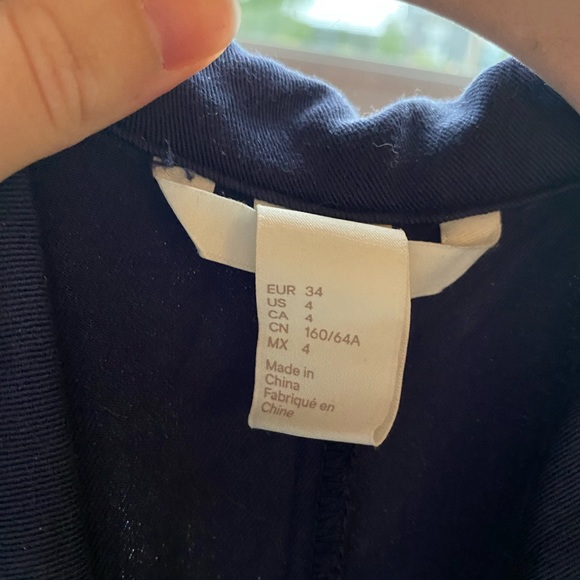 EUR 34
US 4
CA 4
CN 160/64A
MX 4
Made in
China
Fabriqué en
Chine